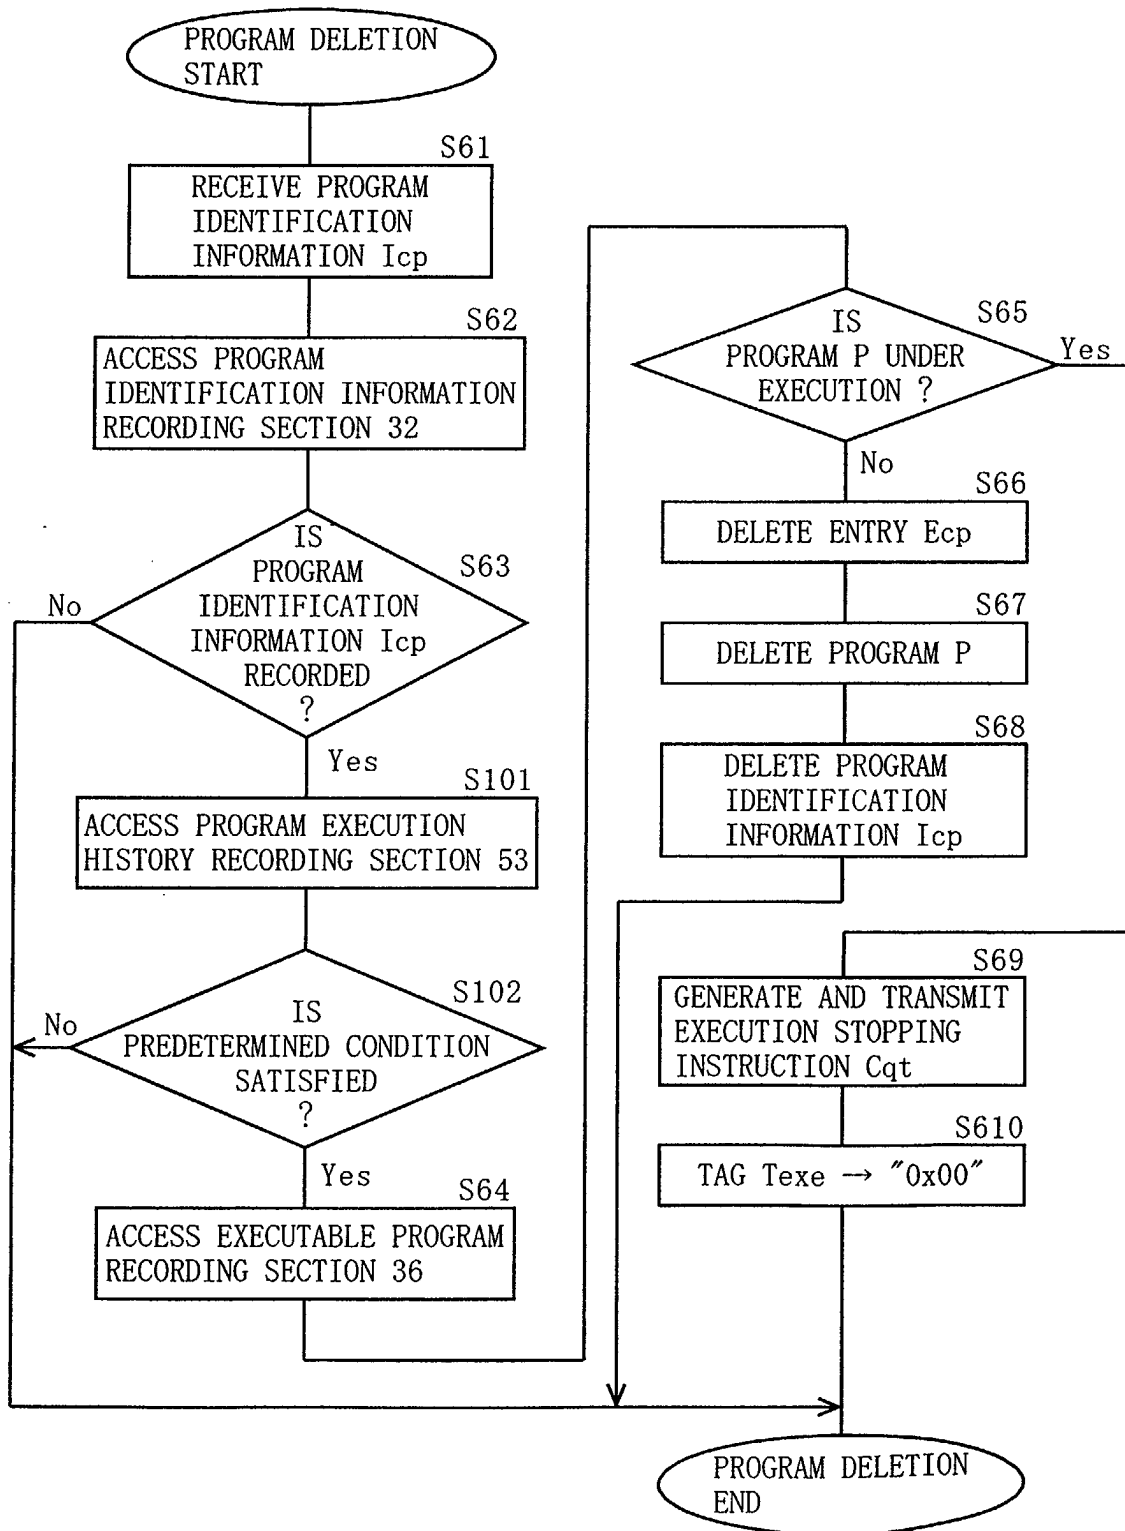 PROGRAM DELETION
START
S61
RECEIVE PROGRAM
IDENTIFICATION
INFORMATION Icp
S62
ACCESS PROGRAM
IDENTIFICATION INFORMATION
RECORDING SECTION 32
S63
IS
PROGRAM
IDENTIFICATION
INFORMATION Icp
RECORDED
?
No
Yes
S101
ACCESS PROGRAM EXECUTION
HISTORY RECORDING SECTION 53
S102
IS
PREDETERMINED CONDITION
SATISFIED
?
No
Yes
S64
ACCESS EXECUTABLE PROGRAM
RECORDING SECTION 36
S65
IS
PROGRAM P UNDER
EXECUTION ?
Yes
No
S66
DELETE ENTRY Ecp
S67
DELETE PROGRAM P
S68
DELETE PROGRAM
IDENTIFICATION
INFORMATION Icp
S69
GENERATE AND TRANSMIT
EXECUTION STOPPING
INSTRUCTION Cqt
S610
TAG Texe → "0x00"
PROGRAM DELETION
END